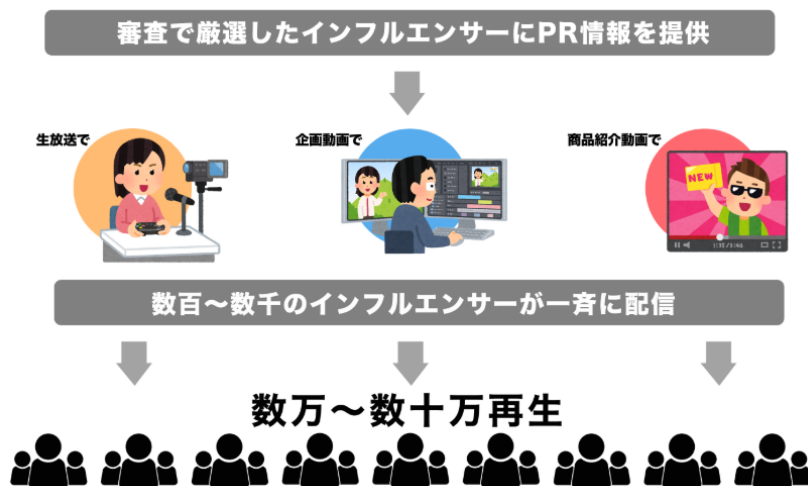 審査で厳選したインフルエンサーにPR情報を提供
生放送で
企画動画で
商品紹介動画で
NEW
数百～数千のインフルエンサーが一斉に配信
数万～数十万再生